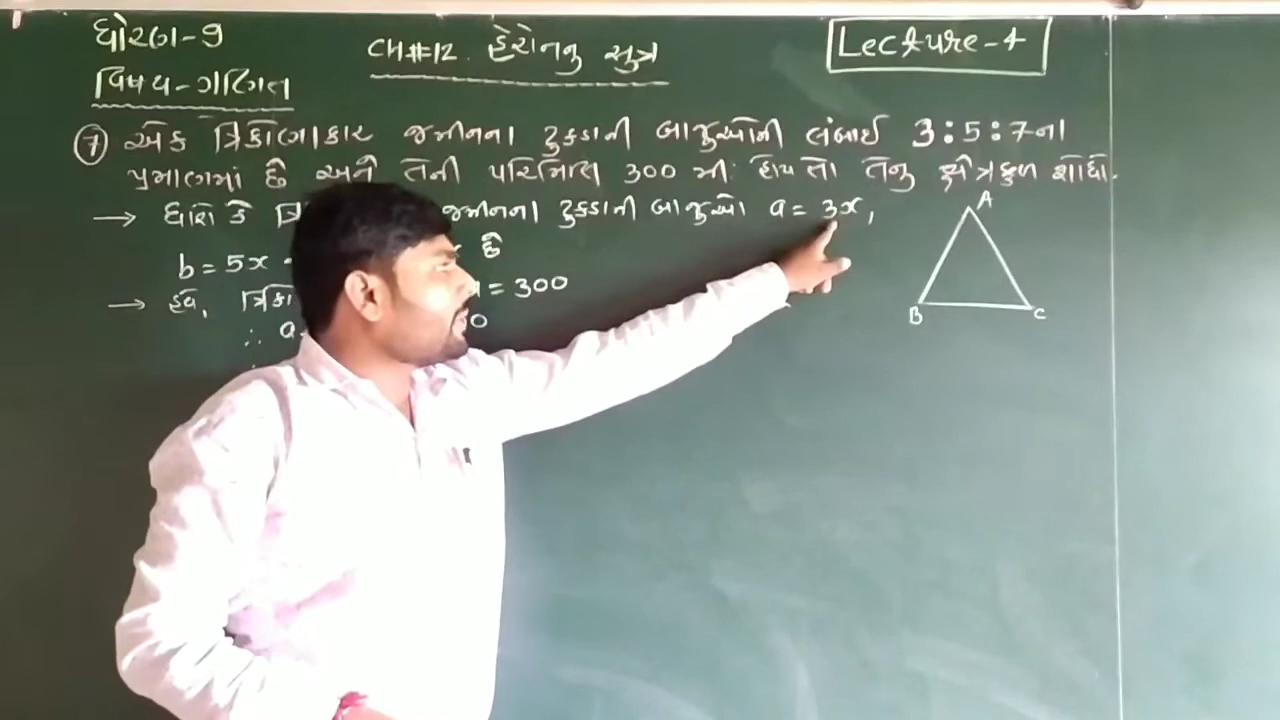 ધોરણ-9
વિષય-ગણિત
CH#12. હેરોનનુ સુત્ર
Lecture-4
(7) એક ત્રિકોણાકાર જમીનના ટુકડાની બાજુઓની લંબાઈ 3:5:7ના
પ્રમાણમાં છે અને તેની પરિમિતિ 300 મી. હોય તો તેનુ ક્ષેત્રફળ શોધો.
→ ધારો કે જમીનના ટુકડાની બાજુઓ a = 3x,
b = 5x છે
→ હવે, = 300
∴ a 0
A
B
C